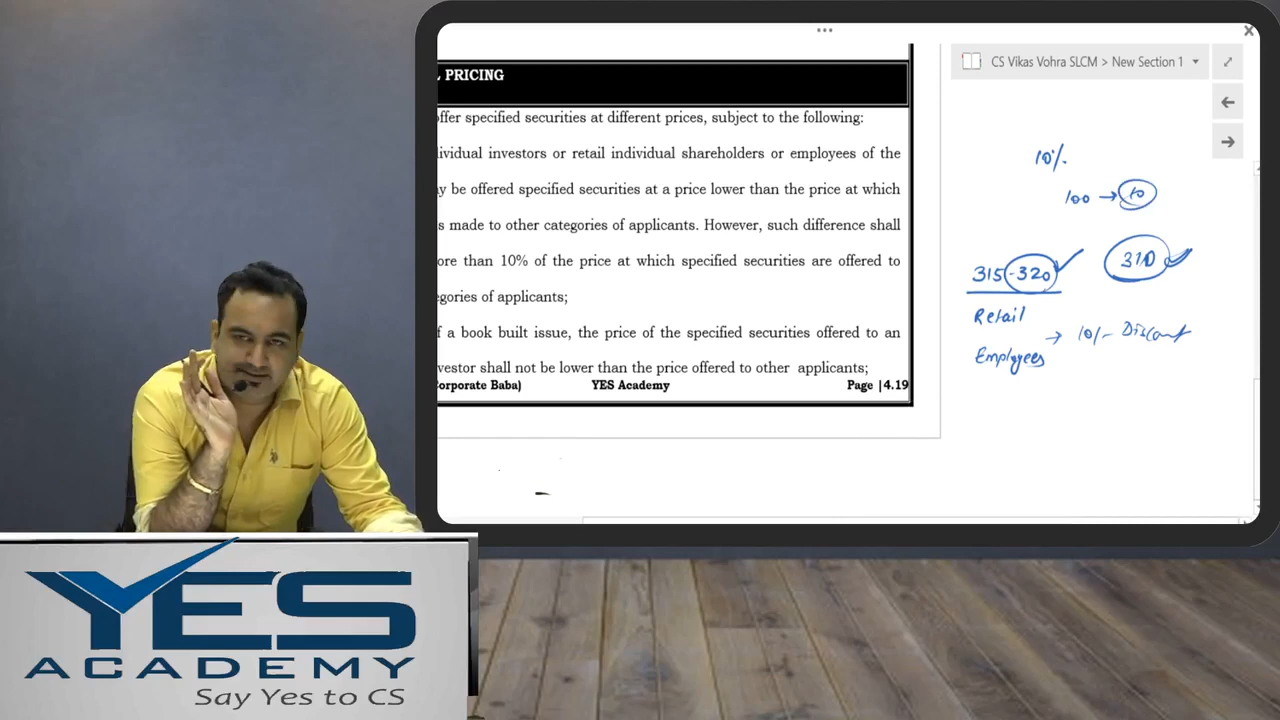 PRICING
offer specified securities at different prices, subject to the following:
dividual investors or retail individual shareholders or employees of the
y be offered specified securities at a price lower than the price at which
s made to other categories of applicants. However, such difference shall
ore than 10% of the price at which specified securities are offered to
egories of applicants;
f a book built issue, the price of the specified securities offered to an
vestor shall not be lower than the price offered to other applicants;
orporate Baba) YES Academy Page |4.19
CS Vikas Vohra SLCM > New Section 1
10%
100 → 10
315-320 310
Retail
Employees → 10% Discount
YES
ACADEMY
Say Yes to CS